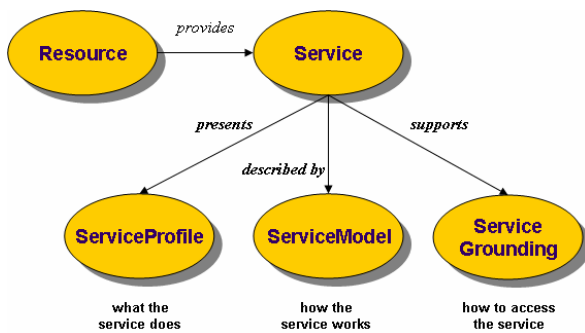 provides
Resource
Service
presents
supports
described by
ServiceProfile
ServiceModel
Service
Grounding
what the
service does
how the
service works
how to access
the service